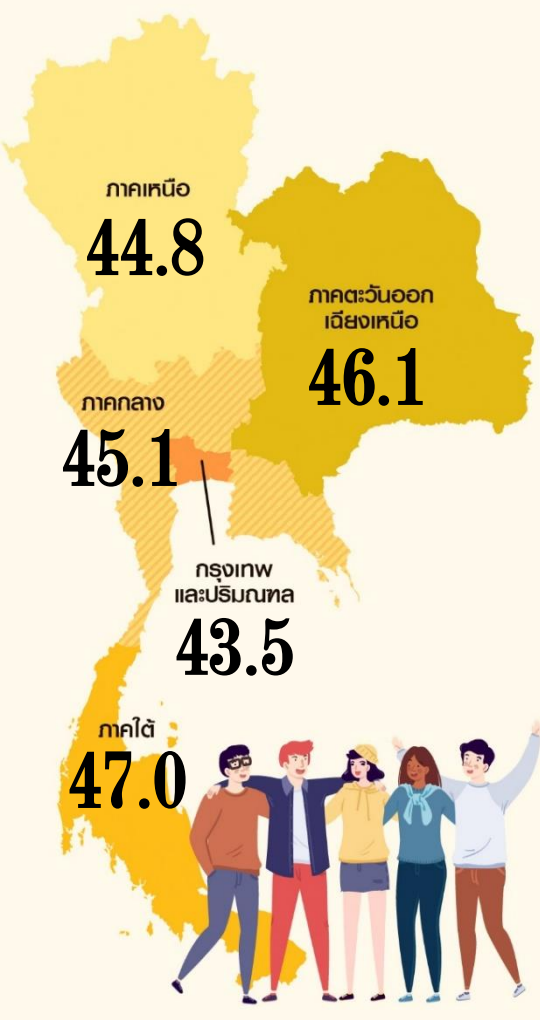 ภาคเหนือ
44.8
ภาคตะวันออก
เฉียงเหนือ
46.1
ภาคกลาง
45.1
กรุงเทพ
และปริมณฑล
43.5
ภาคใต้
47.0